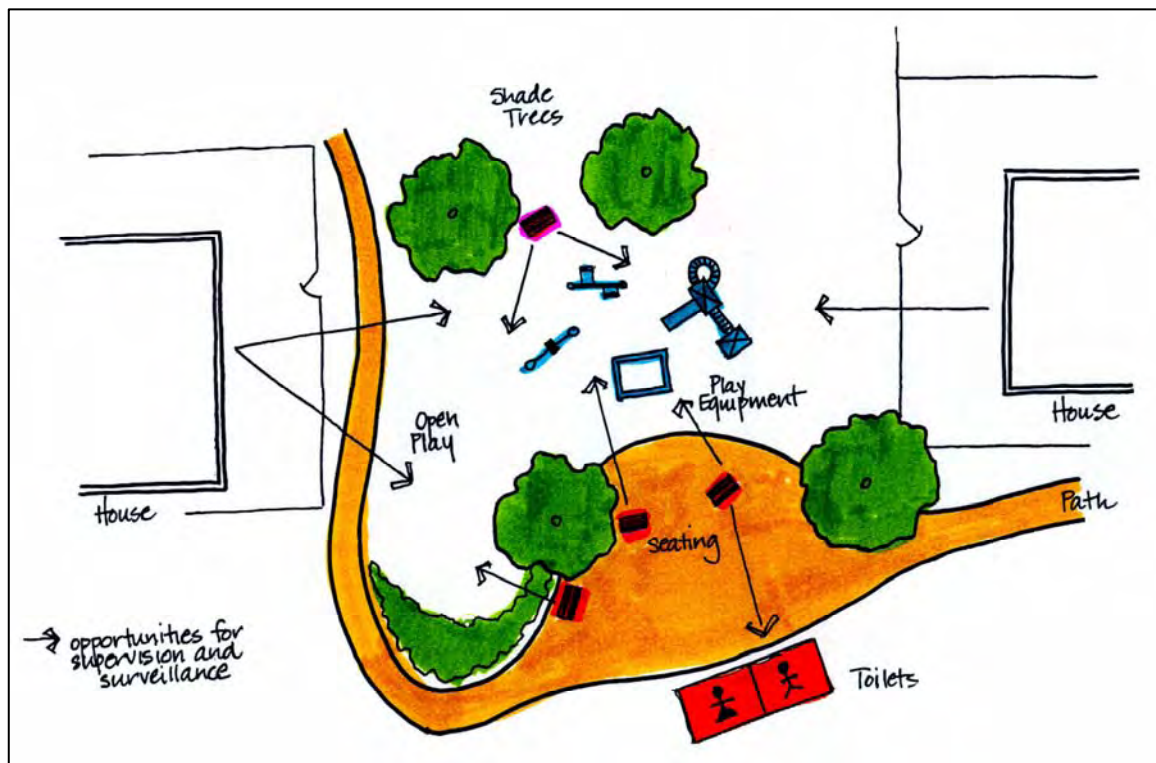 Shade
Trees
Play
Equipment
House
Open
Play
House
Path
Seating
opportunities for
supervision and
surveillance
Toilets